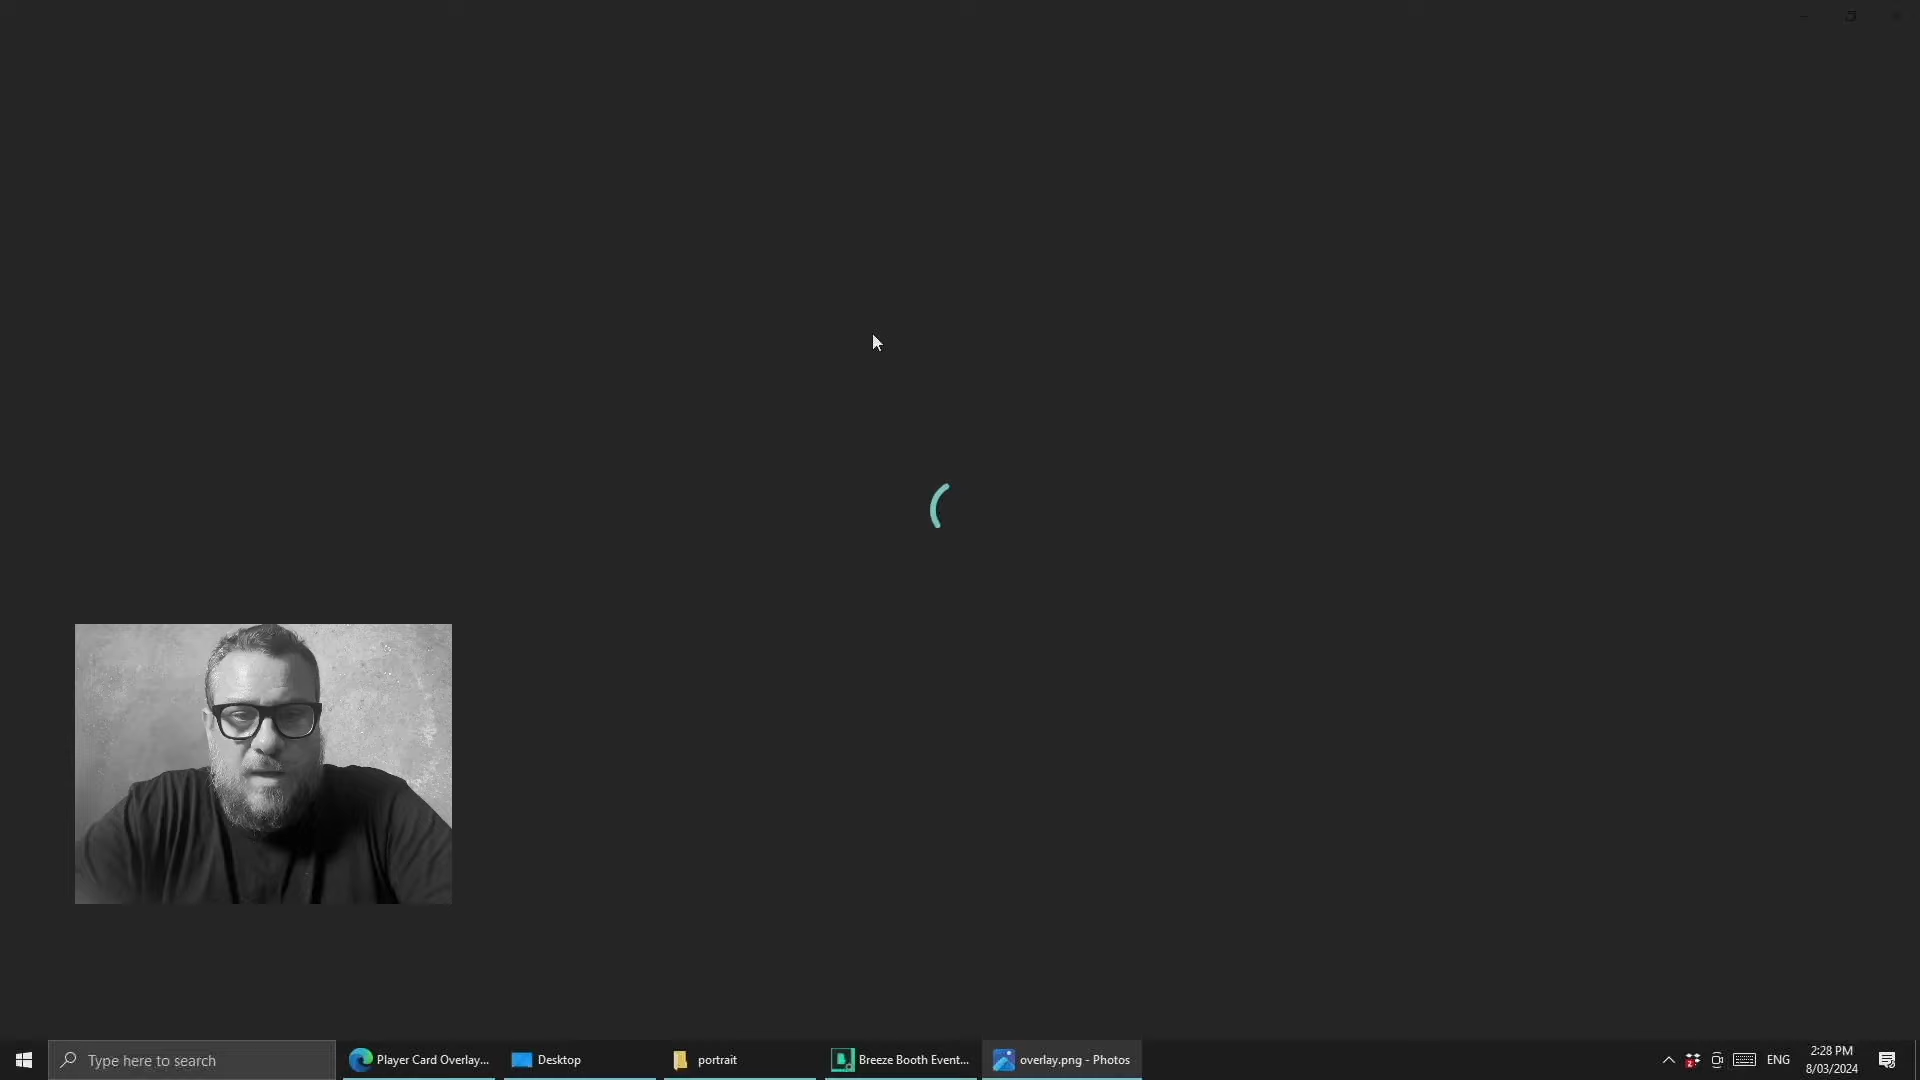 Type here to search
Player Card Overlay...
Desktop
portrait
Breeze Booth Event...
overlay.png - Photos
ENG
2:28 PM
8/03/2024